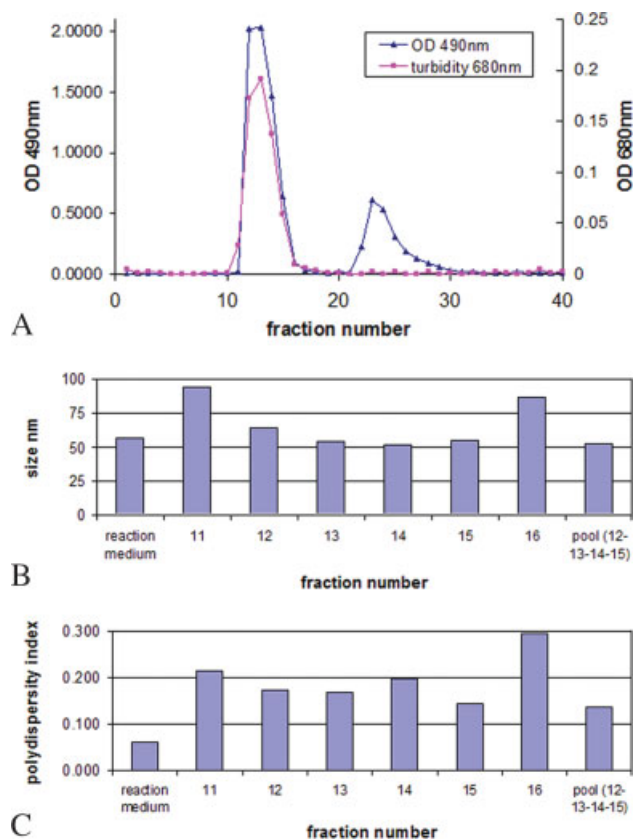 2.0000
1.5000
1.0000
0.5000
0.0000
OD 490nm
0.25
0.2
0.15
0.1
0.05
0
OD 680nm
OD 490nm
turbidity 680nm
0 10 20 30 40
fraction number
A
100
75
50
25
0
size nm
reaction medium 11 12 13 14 15 16 pool (12-13-14-15)
fraction number
B
0.300
0.200
0.100
0.000
polydispersity index
reaction medium 11 12 13 14 15 16 pool (12-13-14-15)
fraction number
C